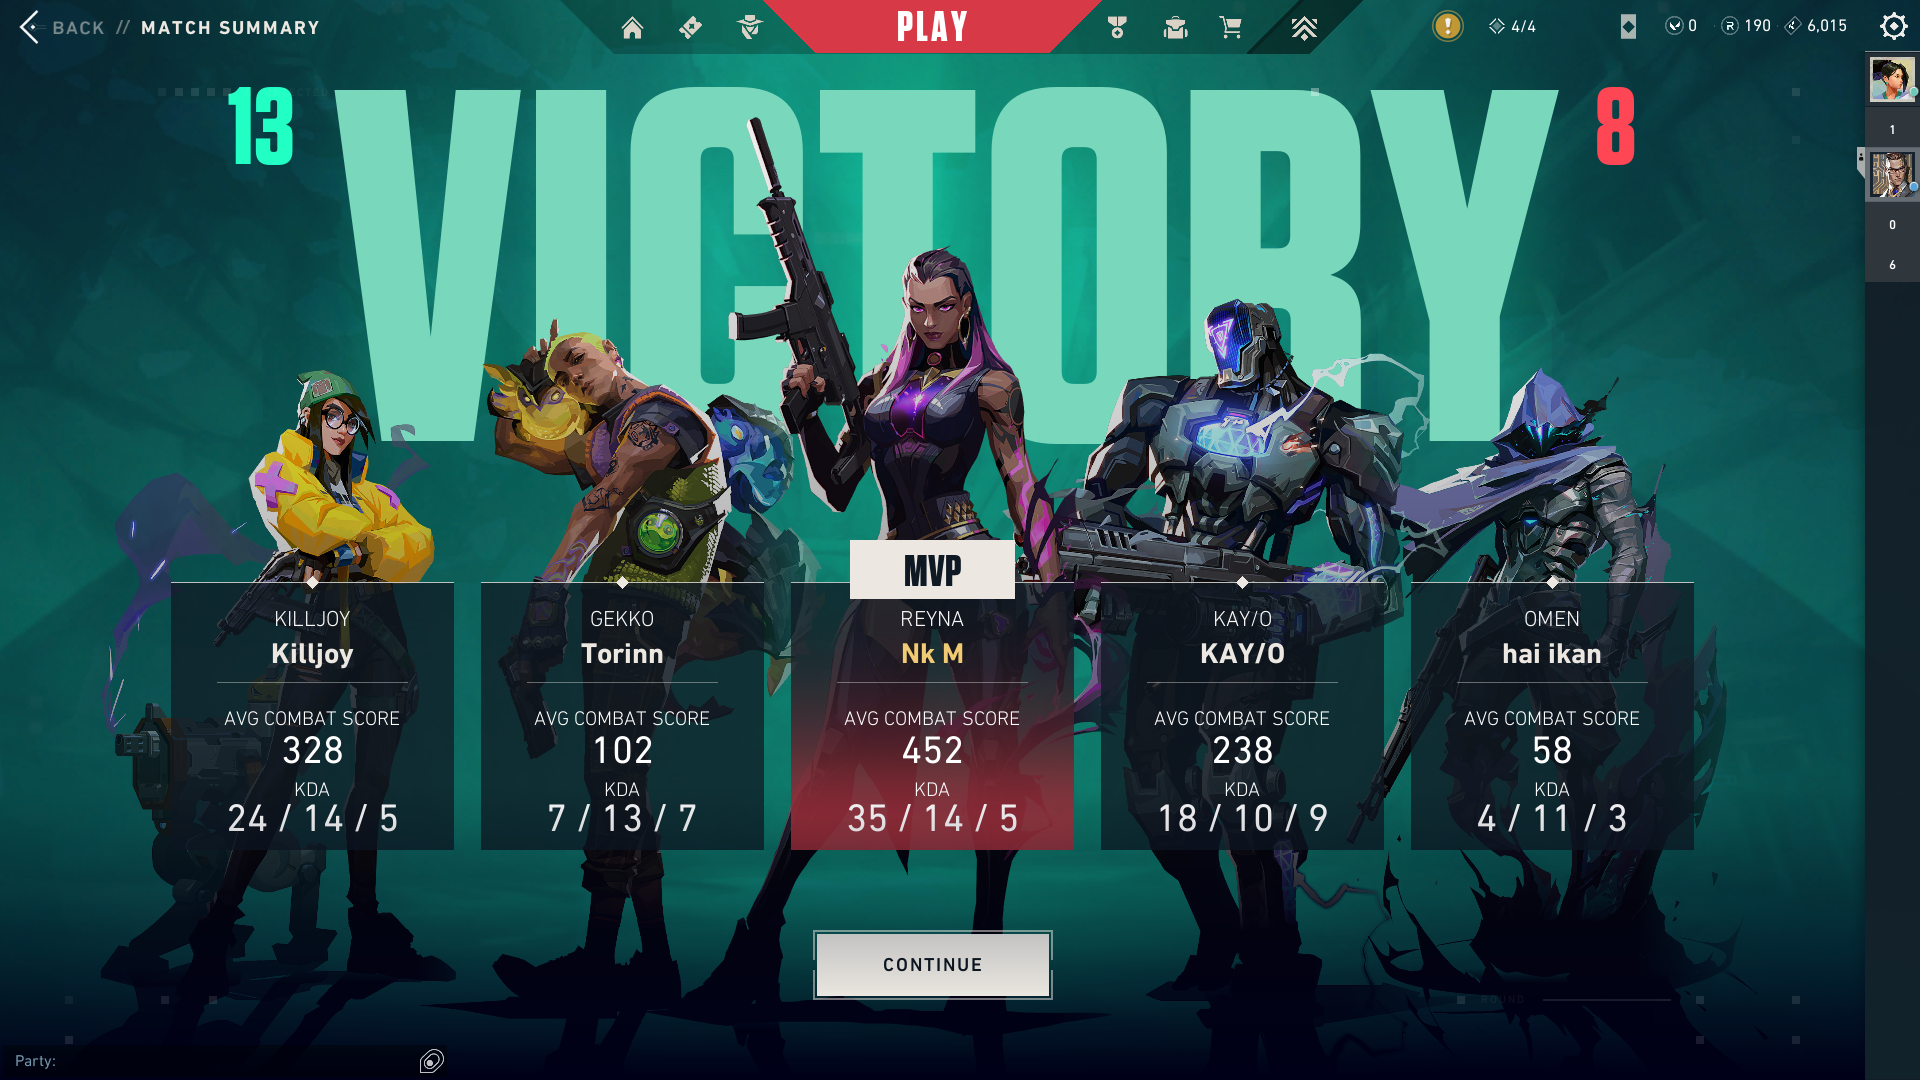 BACK // MATCH SUMMARY
PLAY
4/4
0
190
6,015
13
VICTORY
8
1
0
6
MVP
KILLJOY
Killjoy
AVG COMBAT SCORE
328
KDA
24 / 14 / 5
GEKKO
Torinn
AVG COMBAT SCORE
102
KDA
7 / 13 / 7
REYNA
Nk M
AVG COMBAT SCORE
452
KDA
35 / 14 / 5
KAY/O
KAY/O
AVG COMBAT SCORE
238
KDA
18 / 10 / 9
OMEN
hai ikan
AVG COMBAT SCORE
58
KDA
4 / 11 / 3
CONTINUE
ROUND
Party: